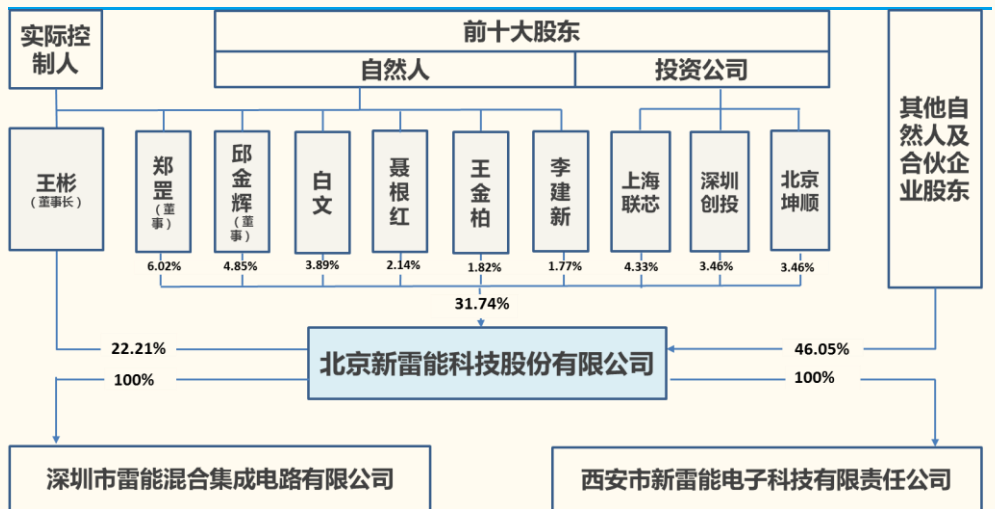 实际控
制人
前十大股东
自然人
投资公司
其他自
然人及
合伙企
业股东
王彬
（董事长）
郑
罡
（董
事）
邱
金
辉
（董
事）
白
文
聂
根
红
王
金
柏
李
建
新
上海
联芯
深圳
创投
北京
坤顺
6.02%
4.85%
3.89%
2.14%
1.82%
1.77%
4.33%
3.46%
3.46%
31.74%
22.21%
北京新雷能科技股份有限公司
46.05%
100%
100%
深圳市雷能混合集成电路有限公司
西安市新雷能电子科技有限责任公司